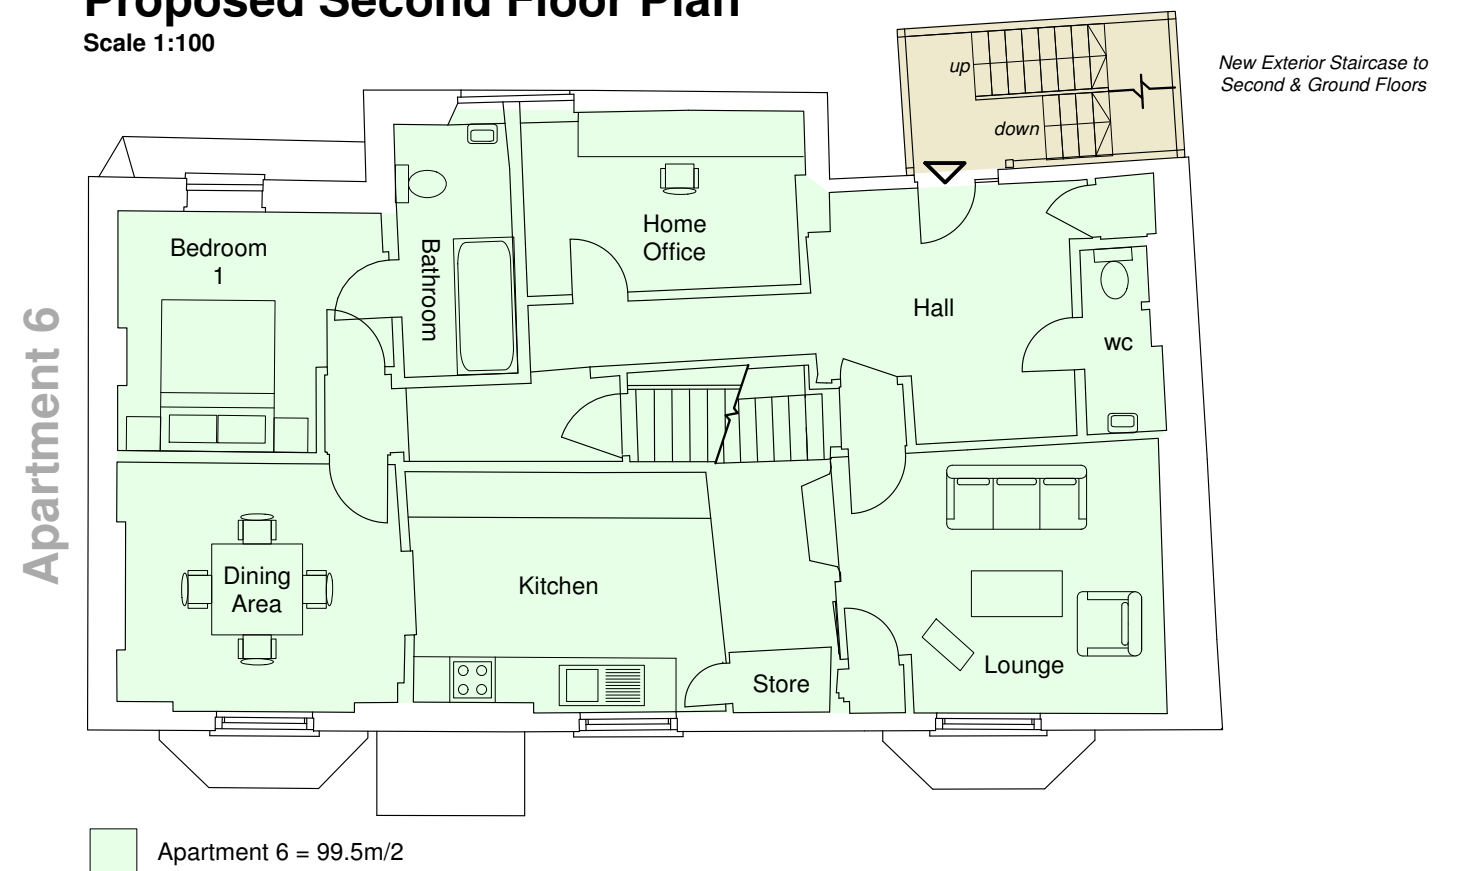 Proposed Second Floor Plan
Scale 1:100
New Exterior Staircase to
Second & Ground Floors
up
down
Bedroom
1
Bathroom
Home
Office
Hall
wc
Apartment 6
Dining
Area
Kitchen
Store
Lounge
Apartment 6 = 99.5m/2